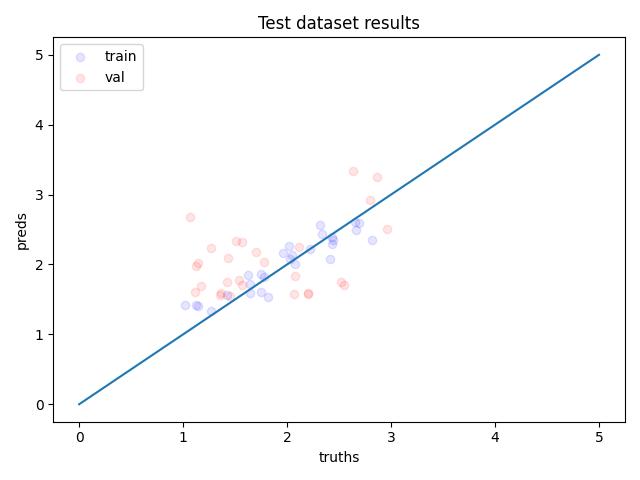 Test dataset results
train
val
preds
5
4
3
2
1
0
0 1 2 3 4 5
truths